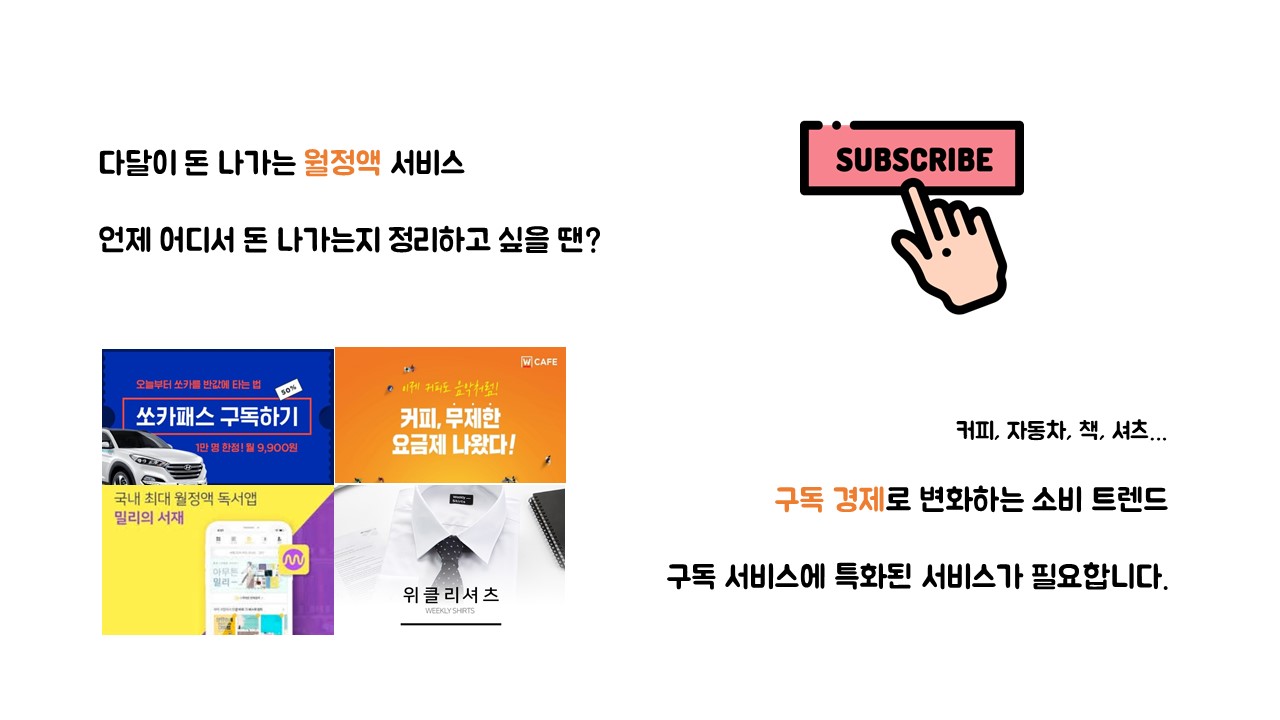 다달이 돈 나가는 월정액 서비스
언제 어디서 돈 나가는지 정리하고 싶을 땐?
SUBSCRIBE
오늘부터 쏘카를 반값에 타는 법
50%
쏘카패스 구독하기
1만 명 한정! 월 9,900원
W CAFE
이제 커피도 음악처럼!
커피, 무제한
요금제 나왔다!
국내 최대 월정액 독서앱
밀리의 서재
아무튼
밀리
위클리셔츠
WEEKLY SHIRTS
커피, 자동차, 책, 셔츠...
구독 경제로 변화하는 소비 트렌드
구독 서비스에 특화된 서비스가 필요합니다.